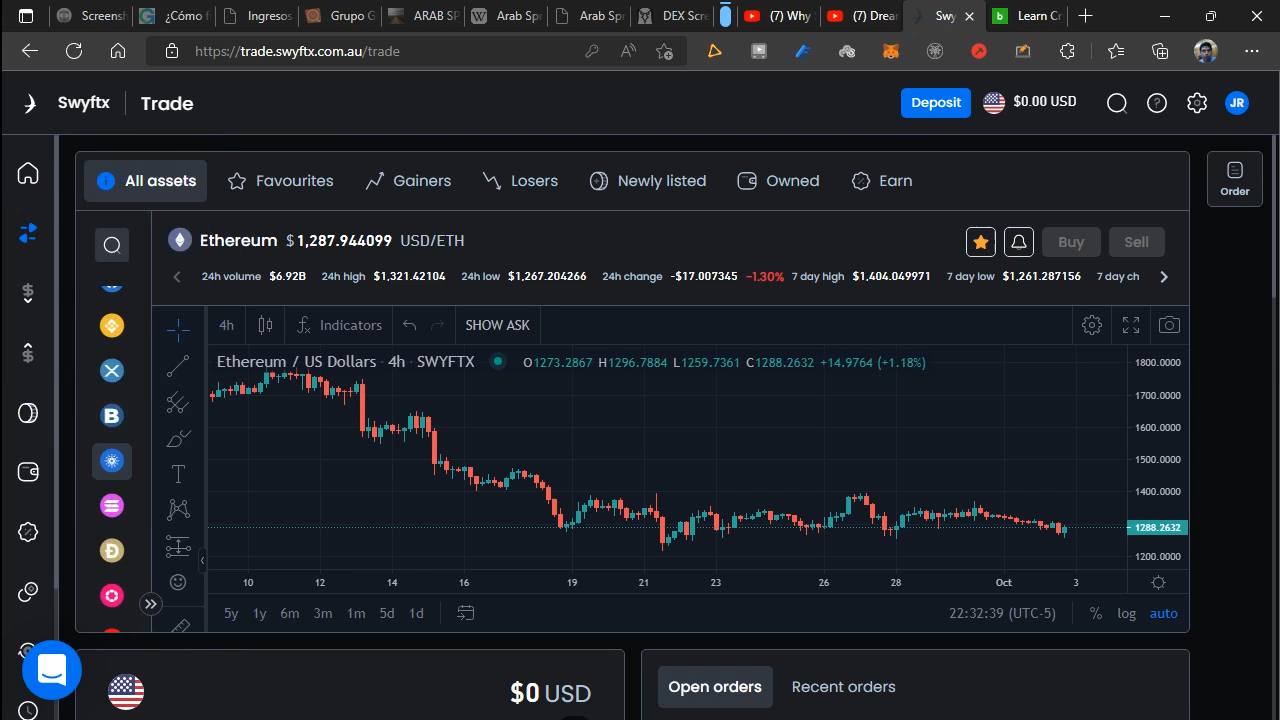 Screensh
¿Cómo f
Ingresos
Grupo G
ARAB SP
Arab Spr
Arab Spr
DEX Scre
(7) Why
(7) Drea
Swy
Learn Cr
https://trade.swyftx.com.au/trade
Swyftx
Trade
Deposit
$0.00 USD
JR
All assets
Favourites
Gainers
Losers
Newly listed
Owned
Earn
Order
Ethereum $1,287.944099 USD/ETH
Buy
Sell
24h volume $6.92B 24h high $1,321.42104 24h low $1,267.204266 24h change -$17.007345 -1.30% 7 day high $1,404.049971 7 day low $1,261.287156 7 day ch
4h
Indicators
SHOW ASK
Ethereum / US Dollars · 4h · SWYFTX
O1273.2867 H1296.7884 L1259.7361 C1288.2632 +14.9764 (+1.18%)
1800.0000
1700.0000
1600.0000
1500.0000
1400.0000
1288.2632
1200.0000
10 12 14 16 19 21 23 26 28 Oct 3
5y 1y 6m 3m 1m 5d 1d
22:32:39 (UTC-5)
% log auto
$0 USD
Open orders
Recent orders